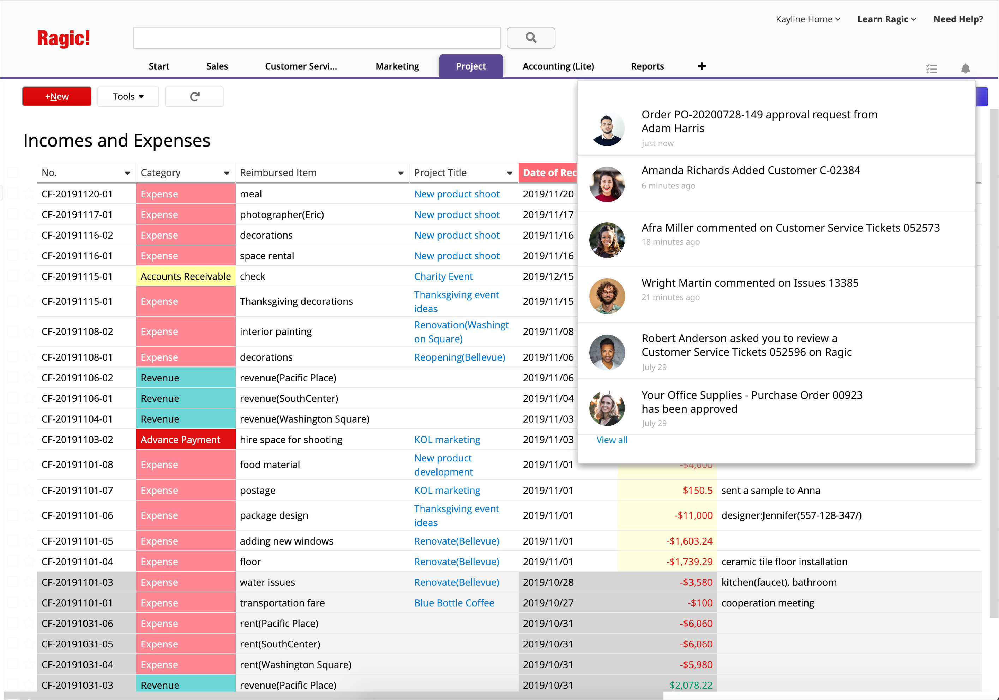 Kayline Home
Learn Ragic
Need Help?
Ragic!
Start
Sales
Customer Servi...
Marketing
Project
Accounting (Lite)
Reports
+New
Tools
Incomes and Expenses
Order PO-20200728-149 approval request from
Adam Harris
just now
Amanda Richards Added Customer C-02384
6 minutes ago
Afra Miller commented on Customer Service Tickets 052573
18 minutes ago
Wright Martin commented on Issues 13385
21 minutes ago
Robert Anderson asked you to review a
Customer Service Tickets 052596 on Ragic
July 29
Your Office Supplies - Purchase Order 00923
has been approved
July 29
View all
No. Category Reimbursed Item Project Title Date of Rec
CF-20191120-01 Expense meal New product shoot 2019/11/20
CF-20191117-01 Expense photographer(Eric) New product shoot 2019/11/17
CF-20191116-02 Expense decorations New product shoot 2019/11/16
CF-20191116-01 Expense space rental New product shoot 2019/11/16
CF-20191115-01 Accounts Receivable check Charity Event 2019/12/15
CF-20191115-01 Expense Thanksgiving decorations Thanksgiving event
ideas 2019/11/15
CF-20191108-02 Expense interior painting Renovation(Washingt
on Square) 2019/11/08
CF-20191108-01 Expense decorations Reopening(Bellevue) 2019/11/06
CF-20191106-02 Revenue revenue(Pacific Place) 2019/11/06
CF-20191106-01 Revenue revenue(SouthCenter) 2019/11/04
CF-20191104-01 Revenue revenue(Washington Square) 2019/11/03
CF-20191103-02 Advance Payment hire space for shooting KOL marketing 2019/11/03
CF-20191101-08 Expense food material New product
development 2019/11/01 -$4,000
CF-20191101-07 Expense postage KOL marketing 2019/11/01 $150.5 sent a sample to Anna
CF-20191101-06 Expense package design Thanksgiving event
ideas 2019/11/01 -$11,000 designer:Jennifer(557-128-347/)
CF-20191101-05 Expense adding new windows Renovate(Bellevue) 2019/11/01 -$1,603.24
CF-20191101-04 Expense floor Renovate(Bellevue) 2019/11/01 -$1,739.29 ceramic tile floor installation
CF-20191101-03 Expense water issues Renovate(Bellevue) 2019/10/28 -$3,580 kitchen(faucet), bathroom
CF-20191101-01 Expense transportation fare Blue Bottle Coffee 2019/10/27 -$100 cooperation meeting
CF-20191031-06 Expense rent(Pacific Place) 2019/10/31 -$6,060
CF-20191031-05 Expense rent(SouthCenter) 2019/10/31 -$6,060
CF-20191031-04 Expense rent(Washington Square) 2019/10/31 -$5,980
CF-20191031-03 Revenue revenue(Pacific Place) 2019/10/31 $2,078.22